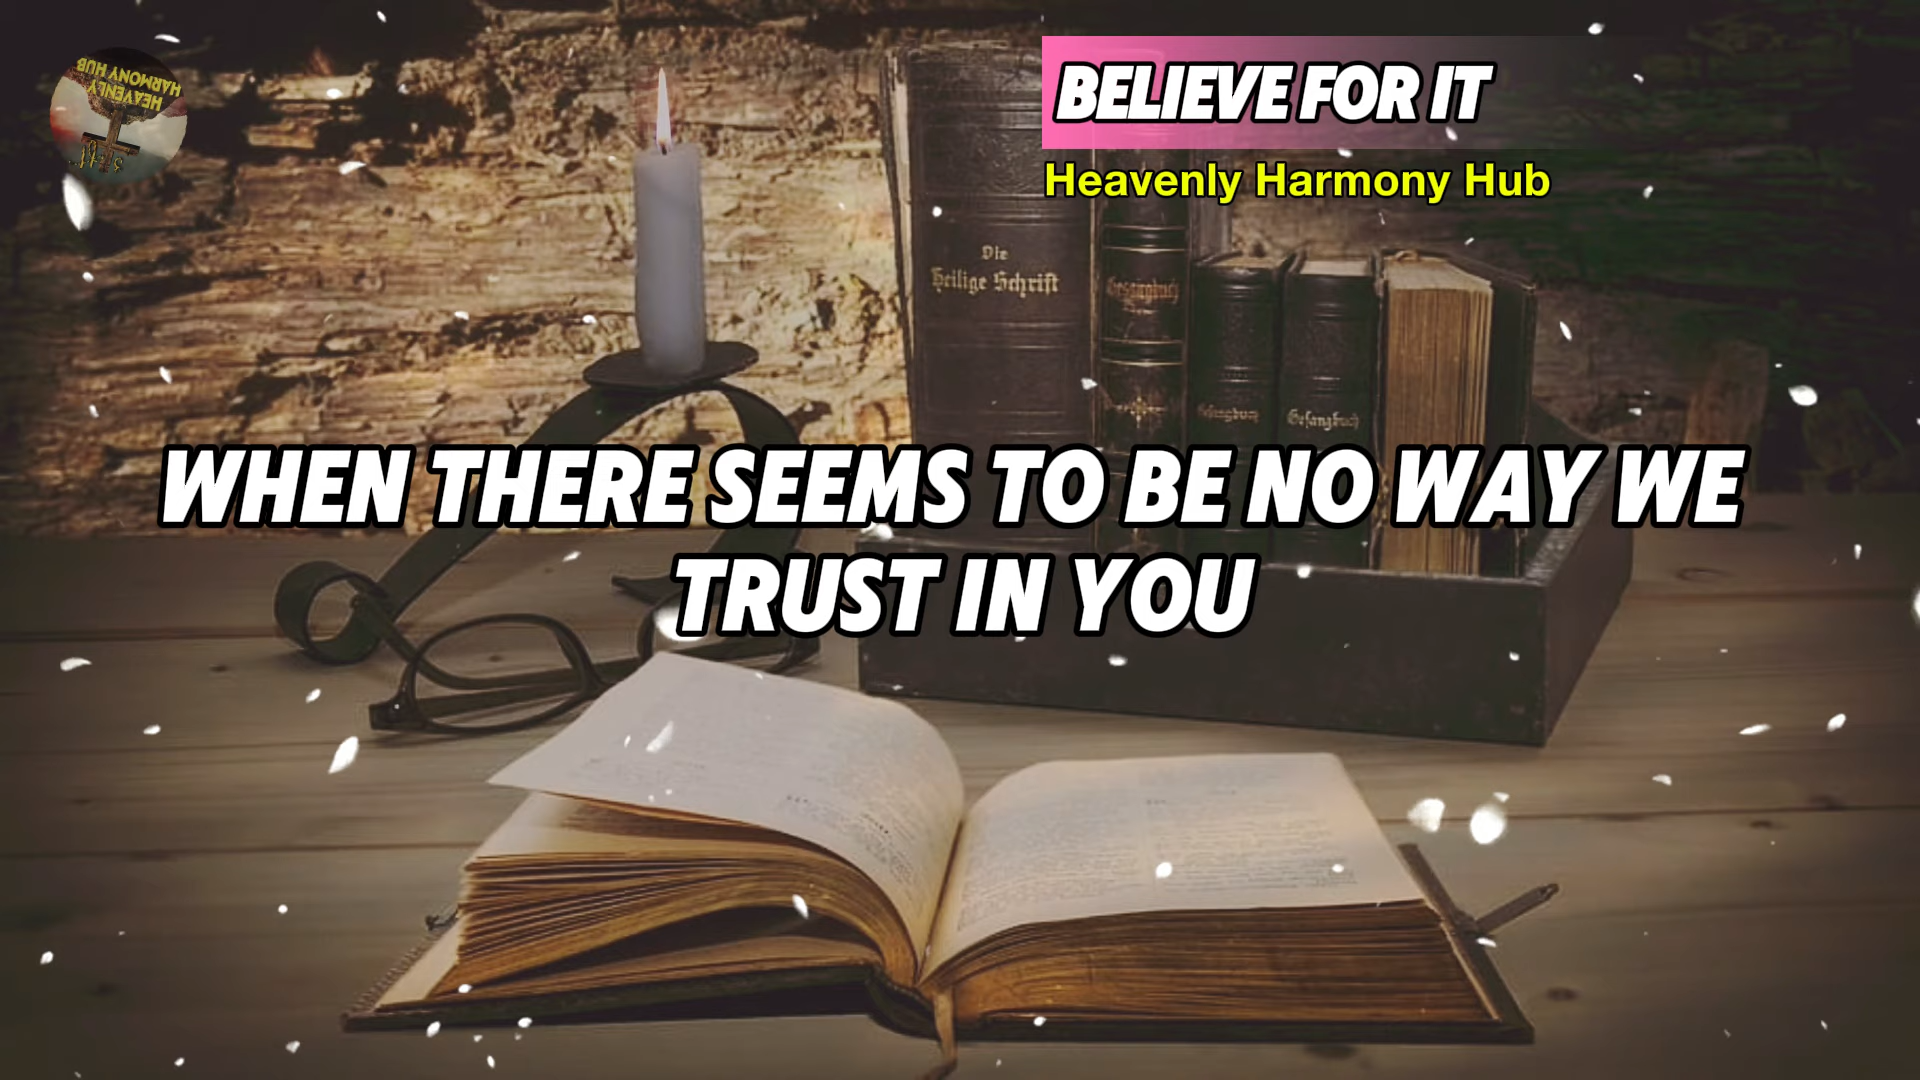 HEAVENLY
HARMONY HUB
BELIEVE FOR IT
Heavenly Harmony Hub
Die
Heilige Schrift
Gesangbuch
Gesangbuch
Gesangbuch
WHEN THERE SEEMS TO BE NO WAY WE
TRUST IN YOU